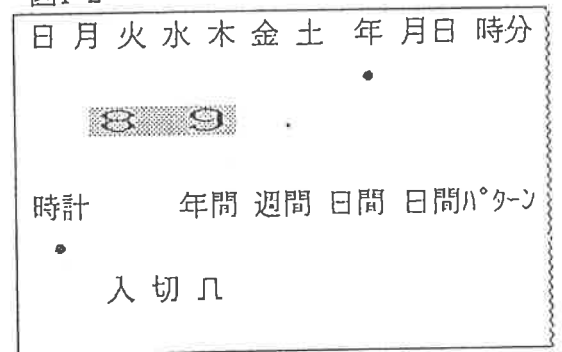 日 月 火 水 木 金 土 年 月日 時分
8 9
時計 年間 週間 日間 日間パターン
入 切 几